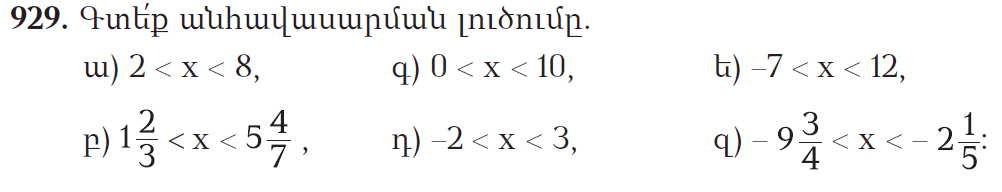 929. Գտե՛ք անհավասարման լուծումը.
ա) 2 < x < 8, գ) 0 < x < 10, ե) –7 < x < 12,
բ) 1 2/3 < x < 5 4/7 , դ) –2 < x < 3, զ) – 9 3/4 < x < – 2 1/5: